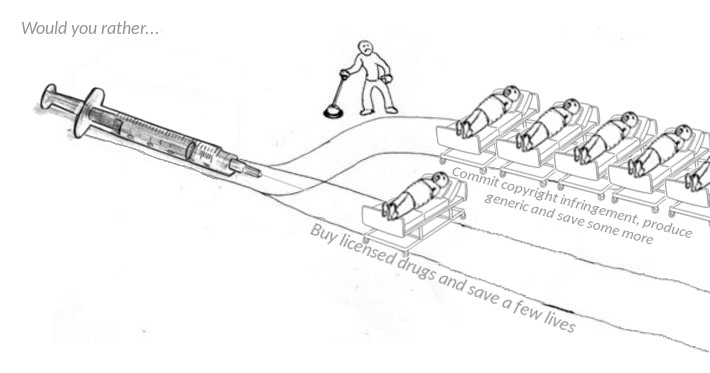 Would you rather...
Commit copyright infringement, produce
generic and save some more
Buy licensed drugs and save a few lives